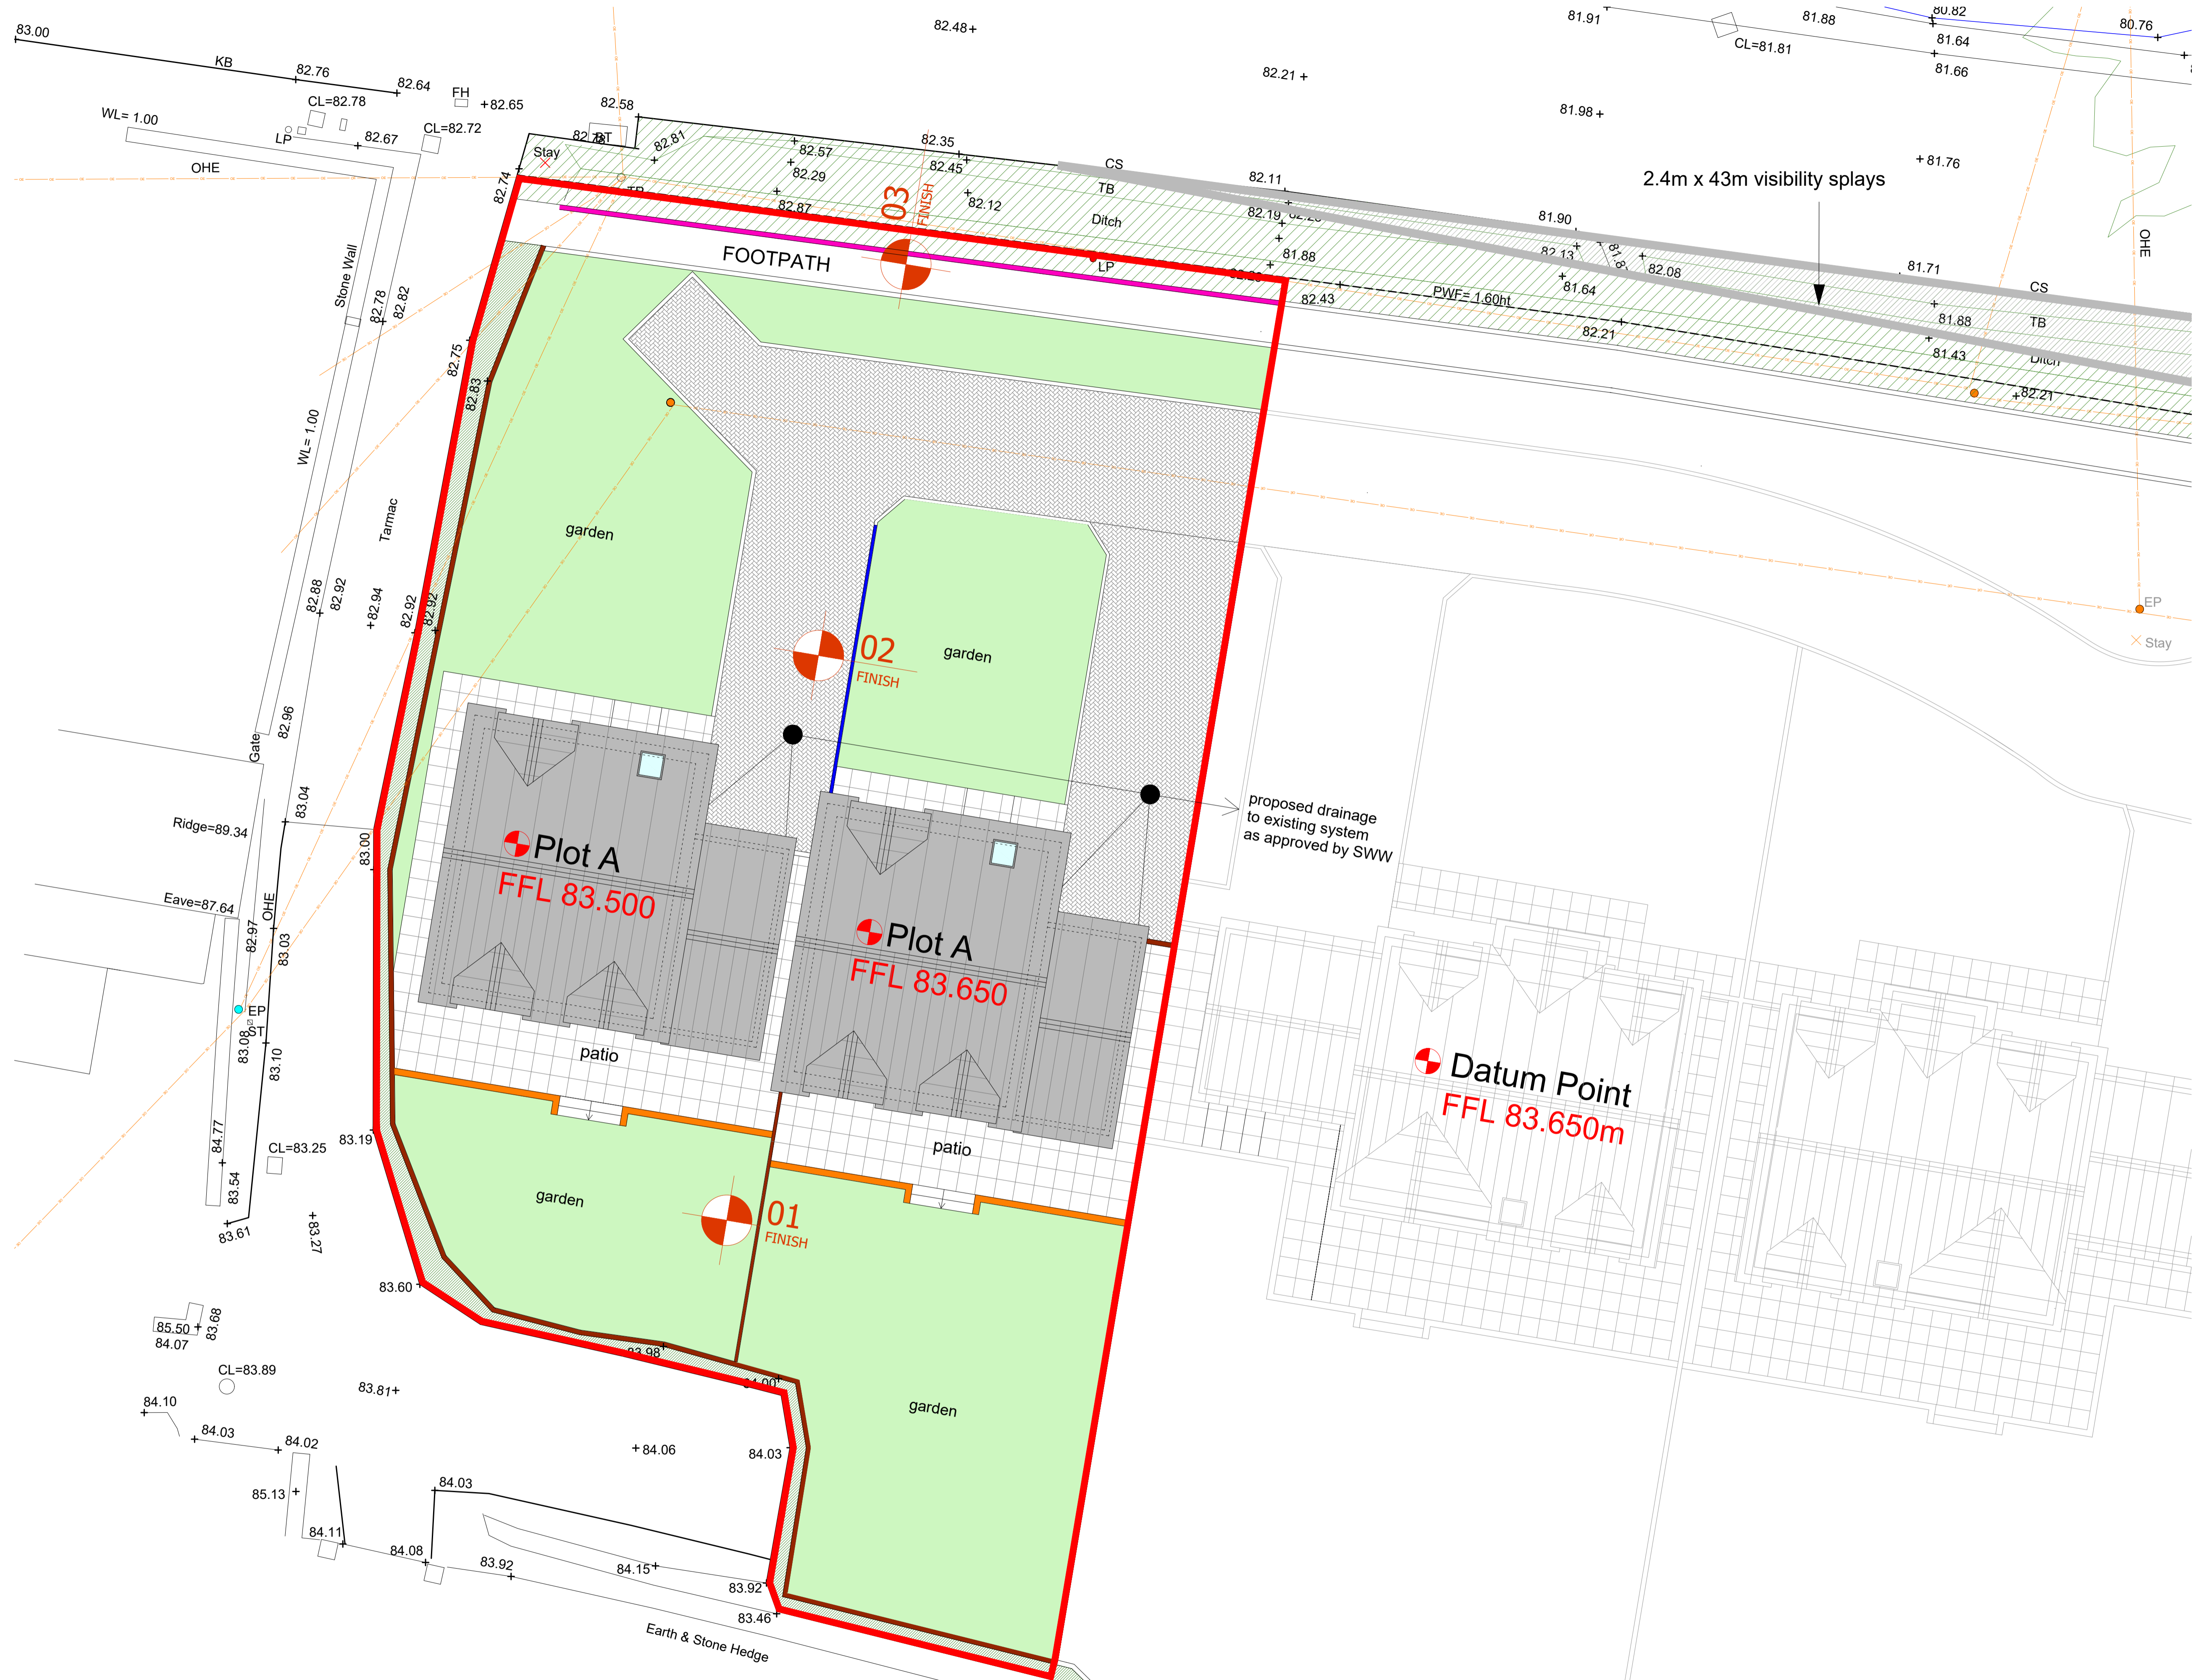 83.00
KB
82.76
82.64
FH
+82.65
CL=82.78
CL=82.72
WL= 1.00
LP
82.67
OHE
82.58
BT
82.81
Stay
82.74
82.48+
82.57
82.29
82.87
82.35
82.45
82.12
03
FINISH
CS
TB
Ditch
82.21 +
82.11
82.19
81.88
LP
FOOTPATH
82.43
81.91
CL=81.81
81.88
80.82
81.64
81.66
80.76
81.98 +
+81.76
2.4m x 43m visibility splays
OHE
81.90
82.13
82.08
81.64
PWF= 1.60ht
82.21
81.71
CS
81.88
TB
81.43
Ditch
82.21
Stone Wall
82.78
82.82
82.75
82.83
WL= 1.00
Tarmac
82.88
82.92
82.94
82.92
82.92
garden
garden
02
FINISH
EP
Stay
82.96
Gate
83.04
Ridge=89.34
83.00
Eave=87.64
OHE
82.97
83.03
EP
ST
83.08
83.10
Plot A
FFL 83.500
Plot A
FFL 83.650
proposed drainage
to existing system
as approved by SWW
Datum Point
FFL 83.650m
patio
patio
83.19
CL=83.25
84.77
83.54
83.61
83.27
garden
01
FINISH
83.60
85.50
83.68
84.07
83.98
84.00
CL=83.89
83.81+
84.10
84.03
84.02
+84.06
84.03
garden
85.13
84.03
84.11
84.08
83.92
84.15
83.92
83.46
Earth & Stone Hedge